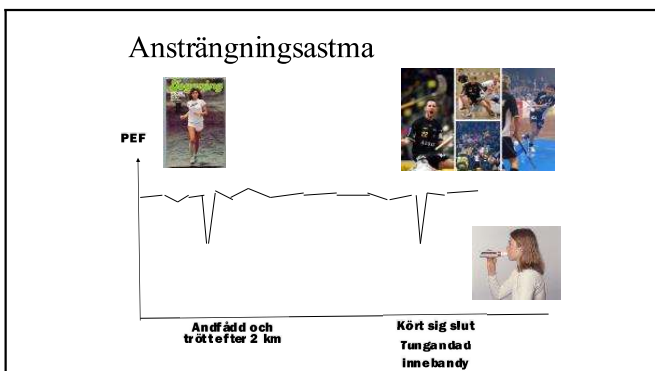 Ansträngningsastma
PEF
Andfådd och
trött efter 2 km
Kört sig slut
Tungandad
innebandy